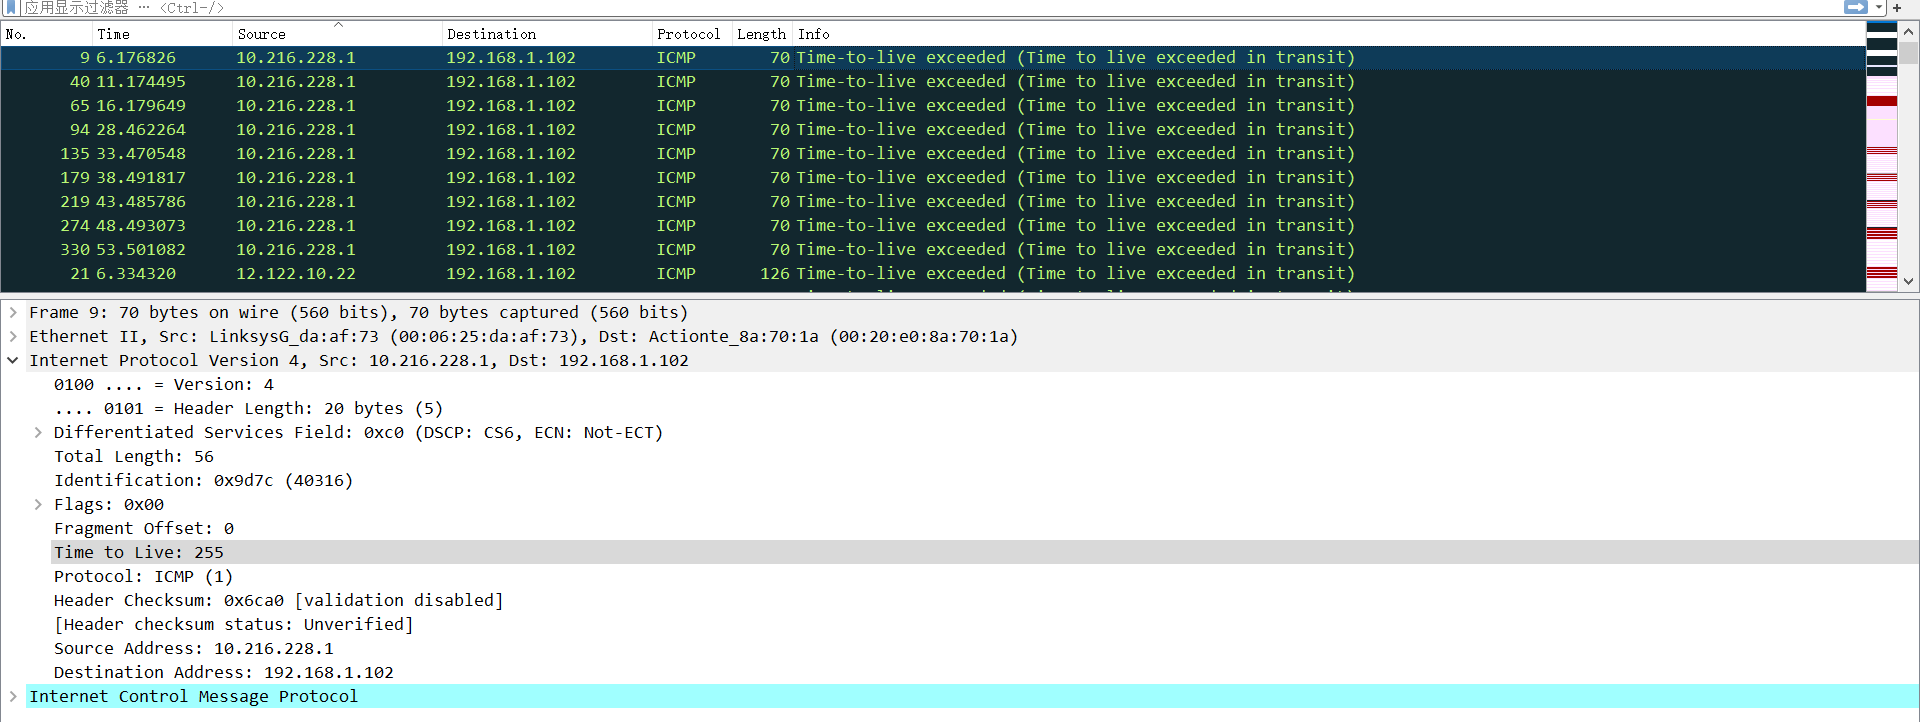 应用显示过滤器 … <Ctrl-/>
No. Time Source Destination Protocol Length Info
9 6.176826 10.216.228.1 192.168.1.102 ICMP 70 Time-to-live exceeded (Time to live exceeded in transit)
40 11.174495 10.216.228.1 192.168.1.102 ICMP 70 Time-to-live exceeded (Time to live exceeded in transit)
65 16.179649 10.216.228.1 192.168.1.102 ICMP 70 Time-to-live exceeded (Time to live exceeded in transit)
94 28.462264 10.216.228.1 192.168.1.102 ICMP 70 Time-to-live exceeded (Time to live exceeded in transit)
135 33.470548 10.216.228.1 192.168.1.102 ICMP 70 Time-to-live exceeded (Time to live exceeded in transit)
179 38.491817 10.216.228.1 192.168.1.102 ICMP 70 Time-to-live exceeded (Time to live exceeded in transit)
219 43.485786 10.216.228.1 192.168.1.102 ICMP 70 Time-to-live exceeded (Time to live exceeded in transit)
274 48.493073 10.216.228.1 192.168.1.102 ICMP 70 Time-to-live exceeded (Time to live exceeded in transit)
330 53.501082 10.216.228.1 192.168.1.102 ICMP 70 Time-to-live exceeded (Time to live exceeded in transit)
21 6.334320 12.122.10.22 192.168.1.102 ICMP 126 Time-to-live exceeded (Time to live exceeded in transit)
Frame 9: 70 bytes on wire (560 bits), 70 bytes captured (560 bits)
Ethernet II, Src: LinksysG_da:af:73 (00:06:25:da:af:73), Dst: Actionte_8a:70:1a (00:20:e0:8a:70:1a)
Internet Protocol Version 4, Src: 10.216.228.1, Dst: 192.168.1.102
0100 .... = Version: 4
.... 0101 = Header Length: 20 bytes (5)
Differentiated Services Field: 0xc0 (DSCP: CS6, ECN: Not-ECT)
Total Length: 56
Identification: 0x9d7c (40316)
Flags: 0x00
Fragment Offset: 0
Time to Live: 255
Protocol: ICMP (1)
Header Checksum: 0x6ca0 [validation disabled]
[Header checksum status: Unverified]
Source Address: 10.216.228.1
Destination Address: 192.168.1.102
Internet Control Message Protocol